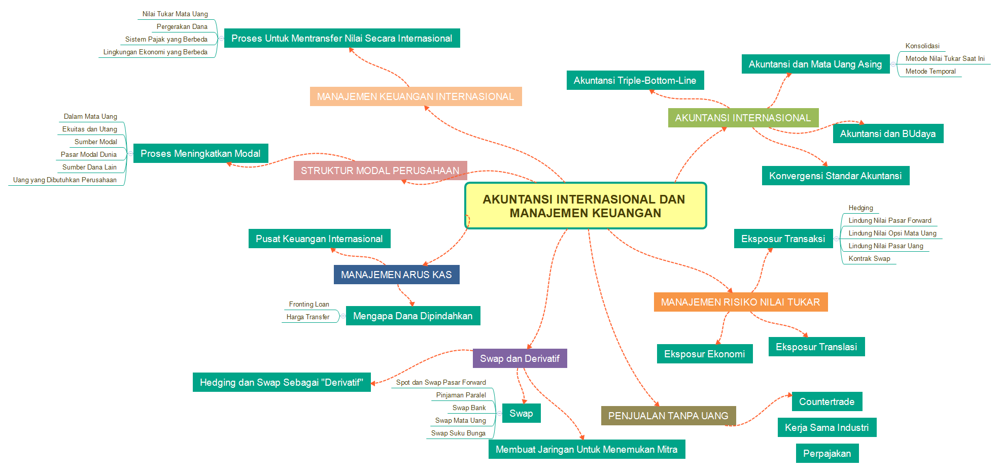 AKUNTANSI INTERNASIONAL DAN
MANAJEMEN KEUANGAN
MANAJEMEN KEUANGAN INTERNASIONAL
Proses Untuk Mentransfer Nilai Secara Internasional
Nilai Tukar Mata Uang
Pergerakan Dana
Sistem Pajak yang Berbeda
Lingkungan Ekonomi yang Berbeda
STRUKTUR MODAL PERUSAHAAN
Proses Meningkatkan Modal
Dalam Mata Uang
Ekuitas dan Utang
Sumber Modal
Pasar Modal Dunia
Sumber Dana Lain
Uang yang Dibutuhkan Perusahaan
MANAJEMEN ARUS KAS
Pusat Keuangan Internasional
Mengapa Dana Dipindahkan
Fronting Loan
Harga Transfer
Swap dan Derivatif
Hedging dan Swap Sebagai "Derivatif"
Swap
Spot dan Swap Pasar Forward
Pinjaman Paralel
Swap Bank
Swap Mata Uang
Swap Suku Bunga
Membuat Jaringan Untuk Menemukan Mitra
AKUNTANSI INTERNASIONAL
Akuntansi Triple-Bottom-Line
Akuntansi dan Mata Uang Asing
Konsolidasi
Metode Nilai Tukar Saat Ini
Metode Temporal
Akuntansi dan BUdaya
Konvergensi Standar Akuntansi
MANAJEMEN RISIKO NILAI TUKAR
Eksposur Transaksi
Hedging
Lindung Nilai Pasar Forward
Lindung Nilai Opsi Mata Uang
Lindung Nilai Pasar Uang
Kontrak Swap
Eksposur Ekonomi
Eksposur Translasi
PENJUALAN TANPA UANG
Countertrade
Kerja Sama Industri
Perpajakan